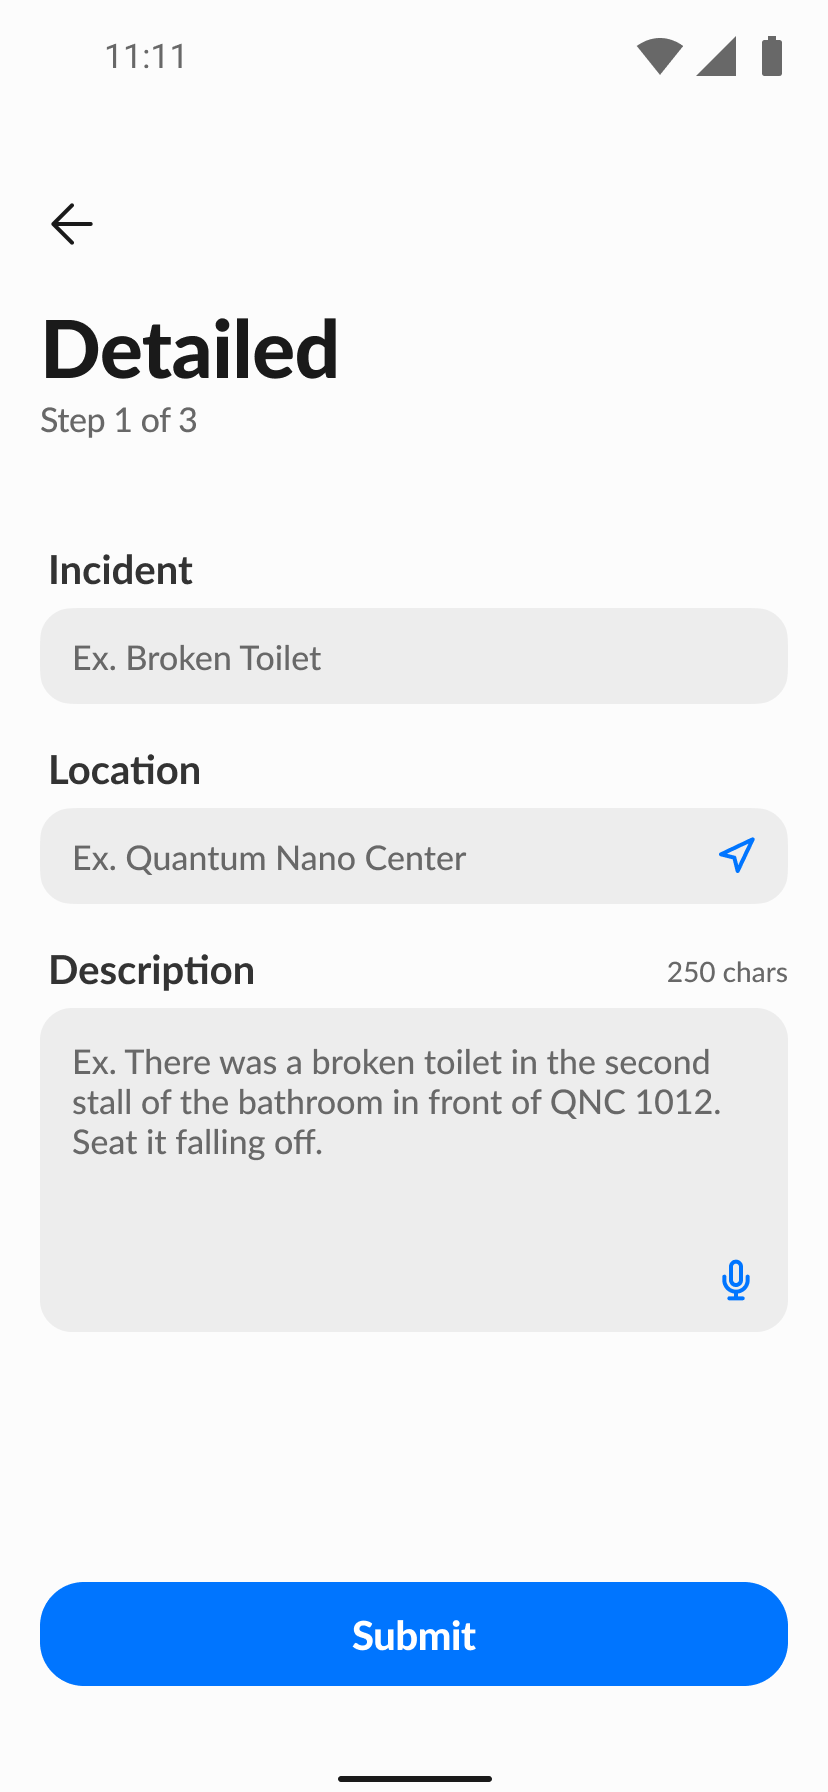 11:11
Detailed
Step 1 of 3
Incident
Ex. Broken Toilet
Location
Ex. Quantum Nano Center
Description
250 chars
Ex. There was a broken toilet in the second
stall of the bathroom in front of QNC 1012.
Seat it falling off.
Submit